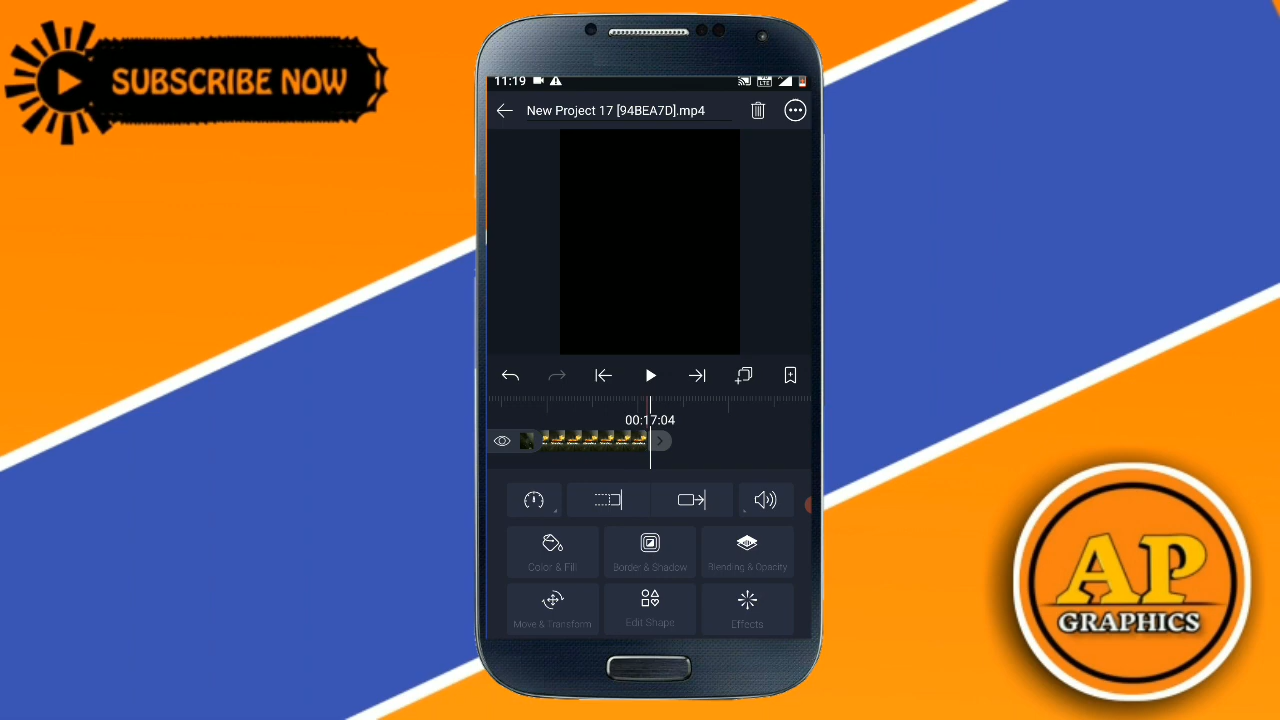 SUBSCRIBE NOW
11:19
LTE
New Project 17 [94BEA7D].mp4
00:17:04
Color & Fill
Border & Shadow
Blending & Opacity
Move & Transform
Edit Shape
Effects
AP
GRAPHICS